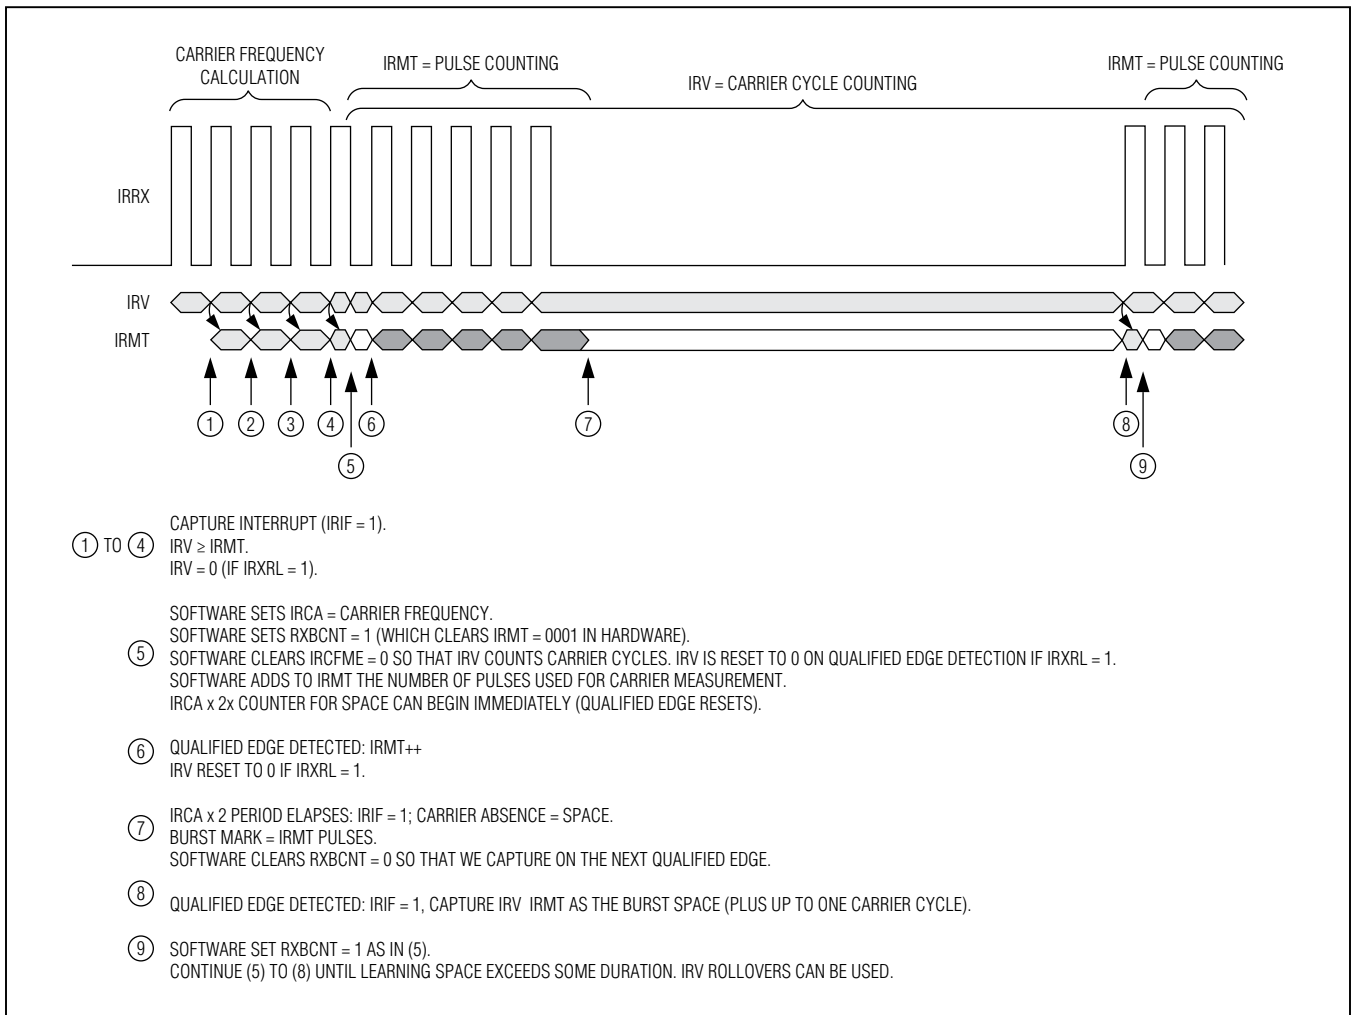 CARRIER FREQUENCY
CALCULATION
IRMT = PULSE COUNTING
IRV = CARRIER CYCLE COUNTING
IRMT = PULSE COUNTING
IRRX
IRV
IRMT
1
2
3
4
6
7
8
5
9
1 TO 4
CAPTURE INTERRUPT (IRIF = 1).
IRV ≥ IRMT.
IRV = 0 (IF IRXRL = 1).
5
SOFTWARE SETS IRCA = CARRIER FREQUENCY.
SOFTWARE SETS RXBCNT = 1 (WHICH CLEARS IRMT = 0001 IN HARDWARE).
SOFTWARE CLEARS IRCFME = 0 SO THAT IRV COUNTS CARRIER CYCLES. IRV IS RESET TO 0 ON QUALIFIED EDGE DETECTION IF IRXRL = 1.
SOFTWARE ADDS TO IRMT THE NUMBER OF PULSES USED FOR CARRIER MEASUREMENT.
IRCA x 2x COUNTER FOR SPACE CAN BEGIN IMMEDIATELY (QUALIFIED EDGE RESETS).
6
QUALIFIED EDGE DETECTED: IRMT++
IRV RESET TO 0 IF IRXRL = 1.
7
IRCA x 2 PERIOD ELAPSES: IRIF = 1; CARRIER ABSENCE = SPACE.
BURST MARK = IRMT PULSES.
SOFTWARE CLEARS RXBCNT = 0 SO THAT WE CAPTURE ON THE NEXT QUALIFIED EDGE.
8
QUALIFIED EDGE DETECTED: IRIF = 1, CAPTURE IRV IRMT AS THE BURST SPACE (PLUS UP TO ONE CARRIER CYCLE).
9
SOFTWARE SET RXBCNT = 1 AS IN (5).
CONTINUE (5) TO (8) UNTIL LEARNING SPACE EXCEEDS SOME DURATION. IRV ROLLOVERS CAN BE USED.